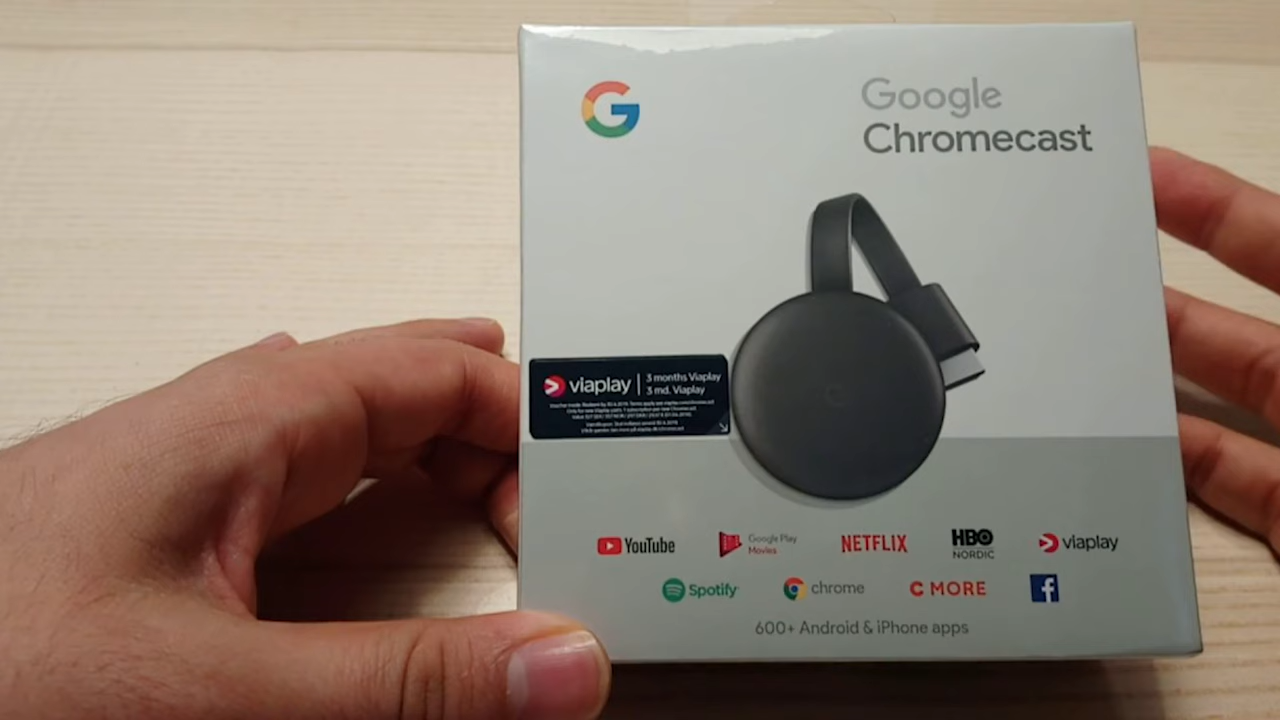 Google
Chromecast
viaplay
3 months Viaplay
3 md. Viaplay
YouTube
Google Play
Movies
NETFLIX
HBO
NORDIC
viaplay
Spotify
chrome
C MORE
600+ Android & iPhone apps